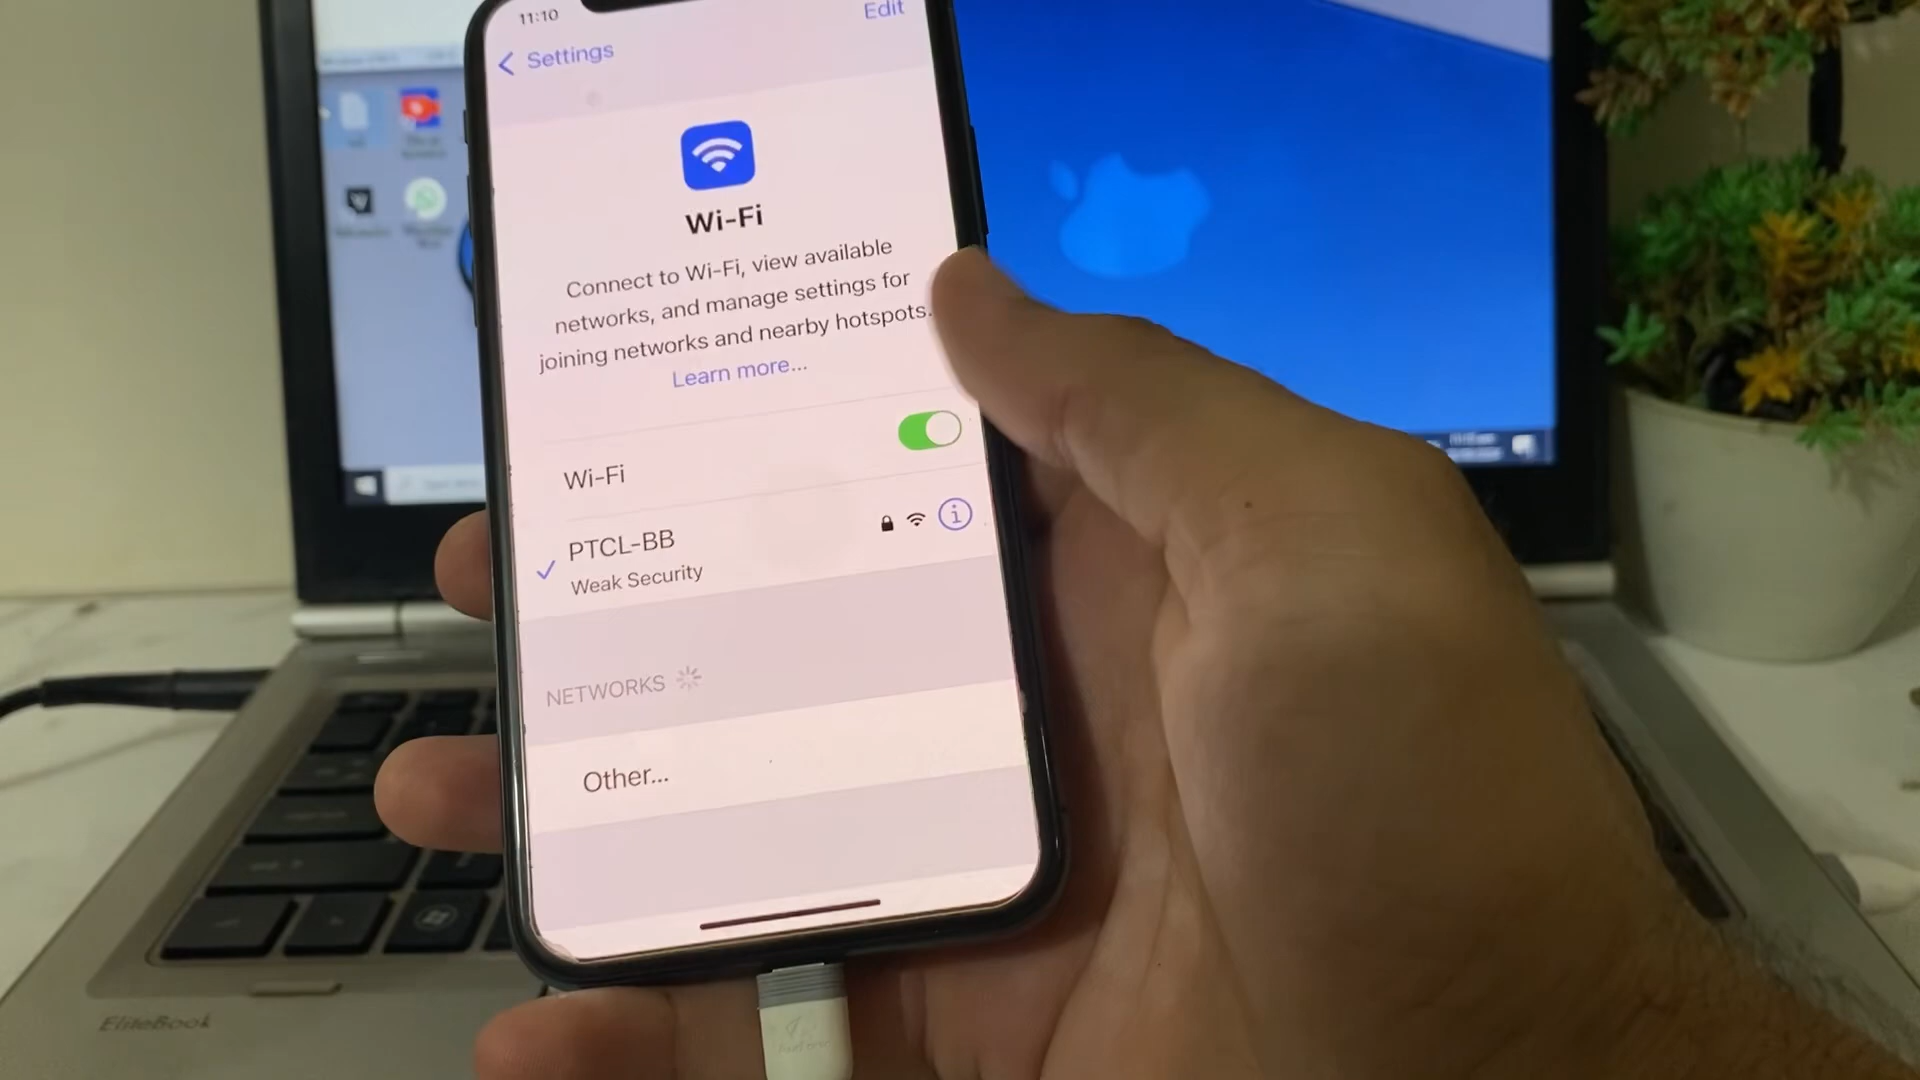 11:10
Edit
Settings
Wi-Fi
Connect to Wi-Fi, view available
networks, and manage settings for
joining networks and nearby hotspots.
Learn more...
Wi-Fi
PTCL-BB
Weak Security
NETWORKS
Other...
EliteBook